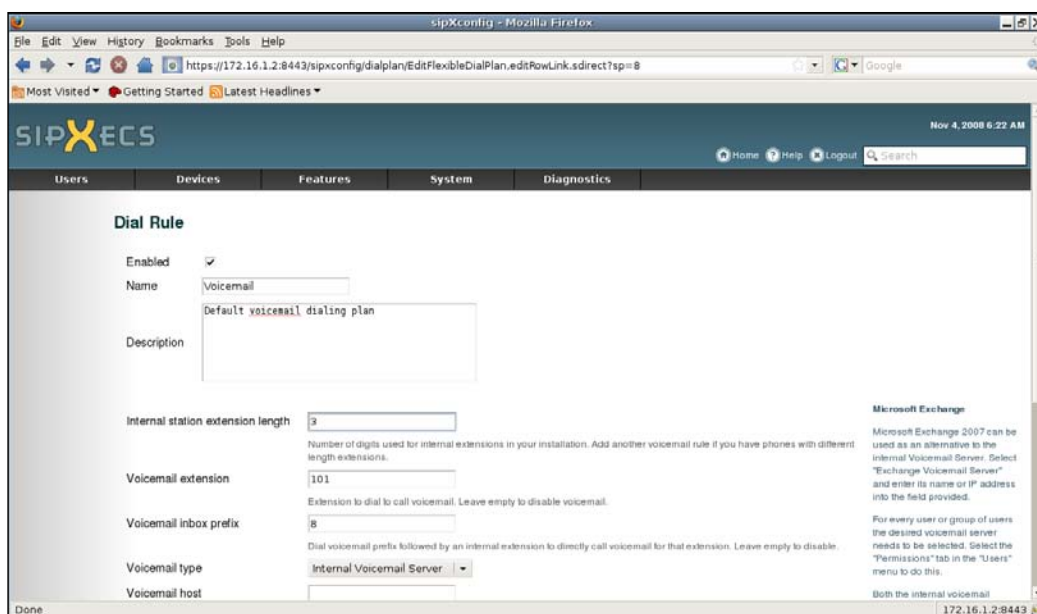 sipXconfig - Mozilla Firefox
File Edit View History Bookmarks Tools Help
https://172.16.1.2:8443/sipxconfig/dialplan/EditFlexibleDialPlan,editRowLink.sdirect?sp=8
Google
Most Visited Getting Started Latest Headlines
SIPXECS
Nov 4, 2008 6:22 AM
Home Help Logout Search
Users Devices Features System Diagnostics
Dial Rule
Enabled
Name Voicemail
Description Default voicemail dialing plan
Internal station extension length 3
Number of digits used for internal extensions in your installation. Add another voicemail rule if you have phones with different
length extensions.
Voicemail extension 101
Extension to dial to call voicemail. Leave empty to disable voicemail.
Voicemail inbox prefix 8
Dial voicemail prefix followed by an internal extension to directly call voicemail for that extension. Leave empty to disable.
Voicemail type Internal Voicemail Server
Voicemail host
Microsoft Exchange
Microsoft Exchange 2007 can be
used as an alternative to the
internal Voicemail Server. Select
"Exchange Voicemail Server"
and enter its name or IP address
into the field provided.
For every user or group of users
the desired voicemail server
needs to be selected. Select the
"Permissions" tab in the "Users"
menu to do this.
Both the internal voicemail
Done
172.16.1.2:8443